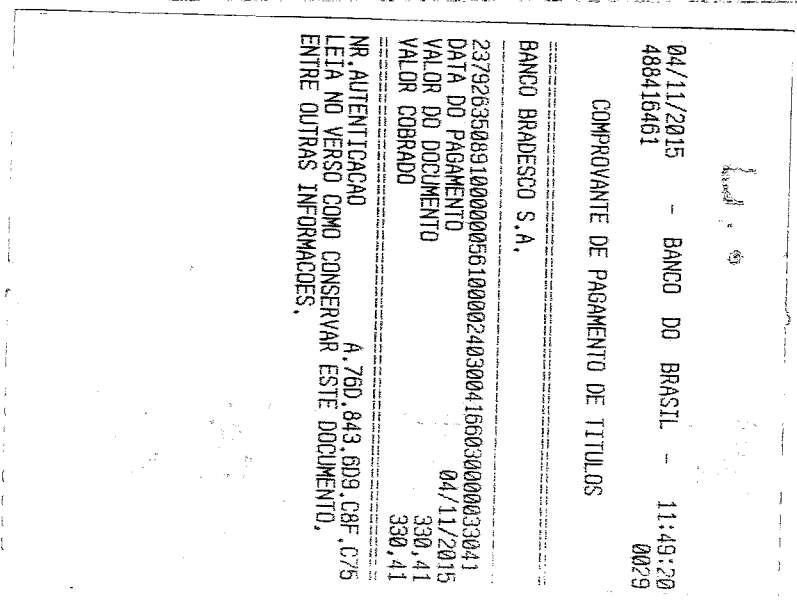 04/11/2015 - BANCO DO BRASIL - 11:49:20
488416461 0029
COMPROVANTE DE PAGAMENTO DE TITULOS
BANCO BRADESCO S.A.
23792635089100000056100002403004166030000033041
DATA DO PAGAMENTO 04/11/2015
VALOR DO DOCUMENTO 330,41
VALOR COBRADO 330,41
NR.AUTENTICACAO A.76D.843.6D9.C8F.C75
LEIA NO VERSO COMO CONSERVAR ESTE DOCUMENTO,
ENTRE OUTRAS INFORMACOES.